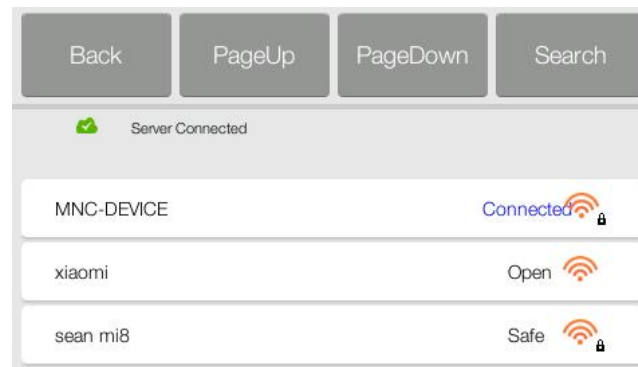 Back PageUp PageDown Search
Server Connected
MNC-DEVICE Connected
xiaomi Open
sean mi8 Safe